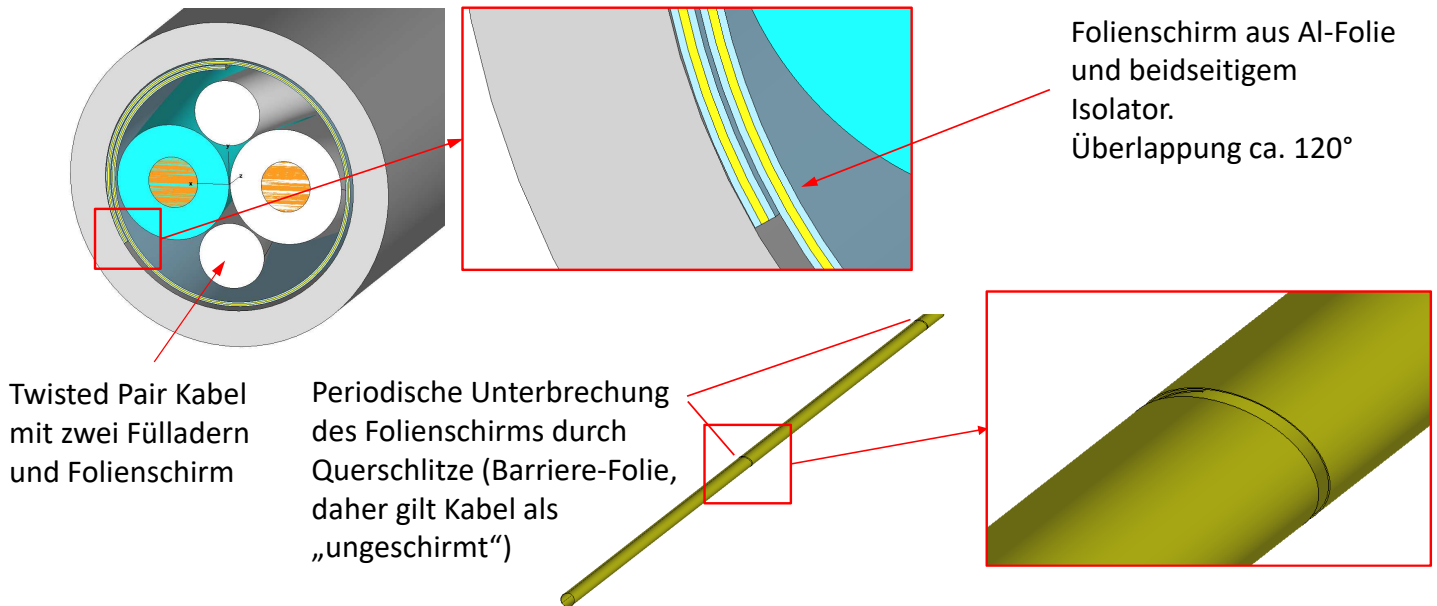 Folienschirm aus Al-Folie
und beidseitigem
Isolator.
Überlappung ca. 120°
Twisted Pair Kabel
mit zwei Fülladern
und Folienschirm
Periodische Unterbrechung
des Folienschirms durch
Querschlitze (Barriere-Folie,
daher gilt Kabel als
„ungeschirmt“)